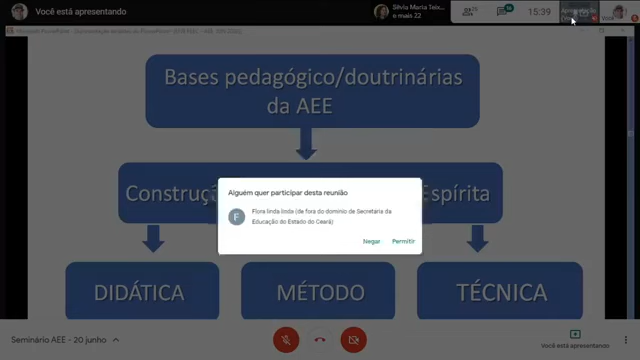 Você está apresentando
Silvia Maria Teix...
e mais 22
15:39
Você
Bases pedagógico/doutrinárias
da AEE
Construç
Espírita
Alguém quer participar desta reunião
F
Flora linda linda (de fora do domínio de Secretaria da
Educação do Estado do Ceará)
Negar
Permitir
DIDÁTICA
MÉTODO
TÉCNICA
Seminário AEE - 20 junho
Você está apresentando